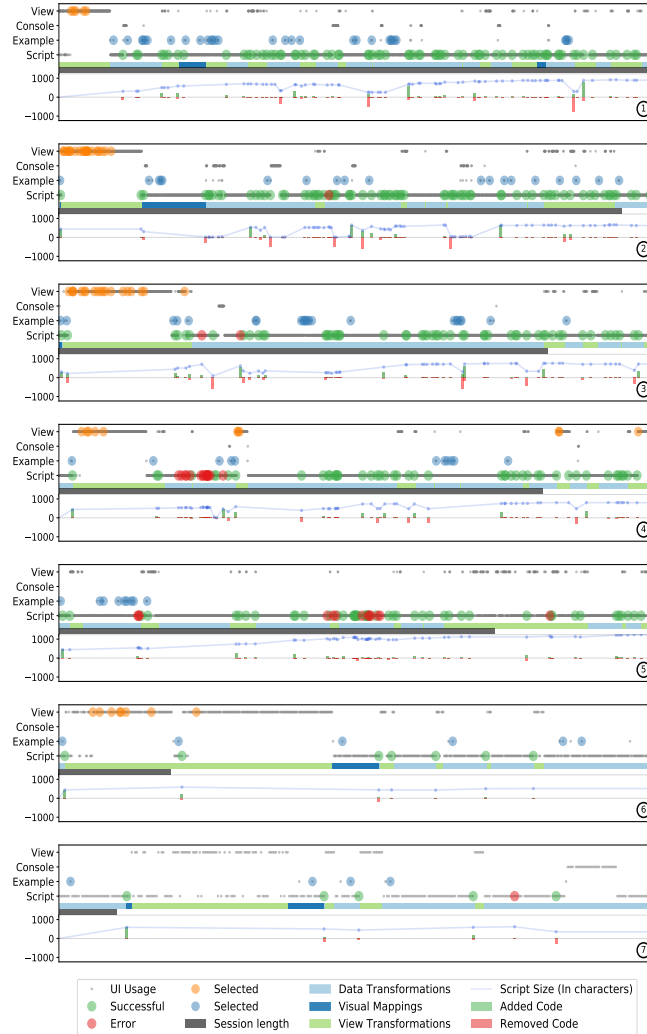 View
Console
Example
Script
1000
0
−1000
1
View
Console
Example
Script
1000
0
−1000
2
View
Console
Example
Script
1000
0
−1000
3
View
Console
Example
Script
1000
0
−1000
4
View
Console
Example
Script
1000
0
−1000
5
View
Console
Example
Script
1000
0
−1000
6
View
Console
Example
Script
1000
0
−1000
7
UI Usage Selected Data Transformations Script Size (In characters)
Successful Selected Visual Mappings Added Code
Error Session length View Transformations Removed Code